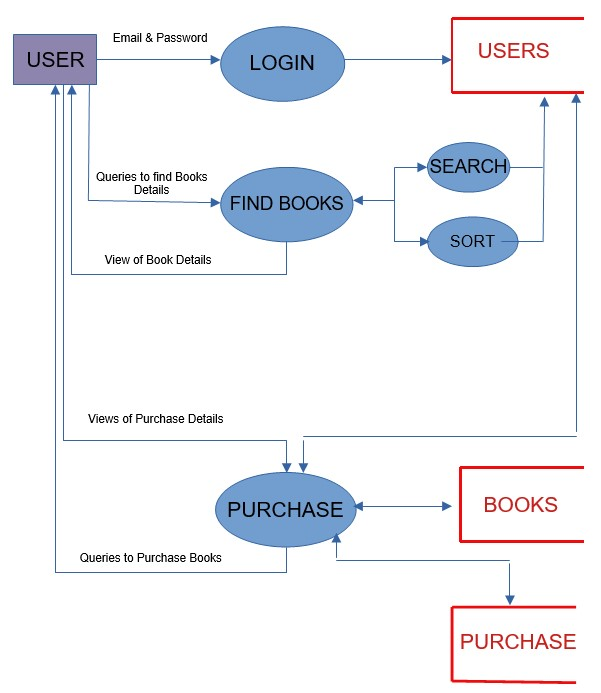 Email & Password
USER
LOGIN
USERS
Queries to find Books
Details
SEARCH
FIND BOOKS
SORT
View of Book Details
Views of Purchase Details
PURCHASE
BOOKS
Queries to Purchase Books
PURCHASE